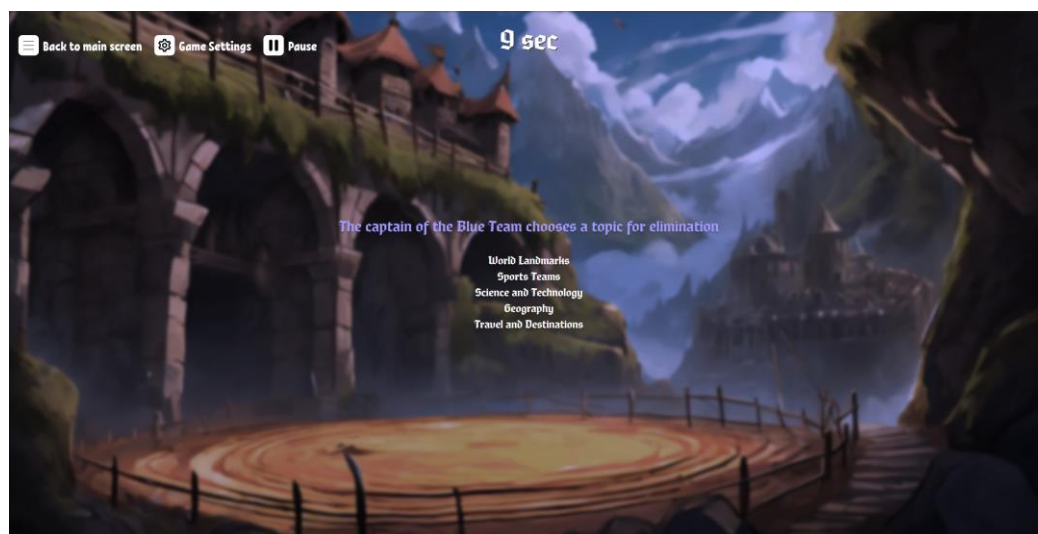 Back to main screen
Game Settings
Pause
9 sec
The captain of the Blue Team chooses a topic for elimination
World Landmarks
Sports Teams
Science and Technology
Geography
Travel and Destinations